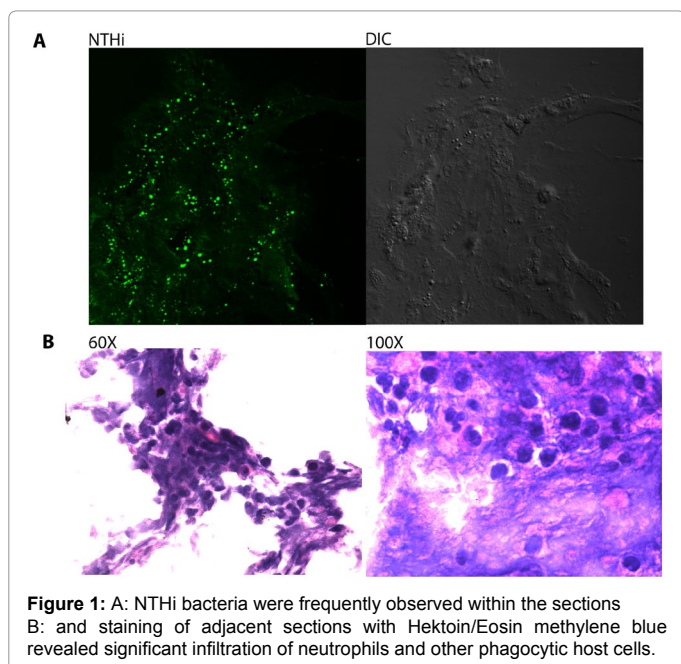 A
NTHi
DIC
B
60X
100X
Figure 1: A: NTHi bacteria were frequently observed within the sections
B: and staining of adjacent sections with Hektoin/Eosin methylene blue
revealed significant infiltration of neutrophils and other phagocytic host cells.